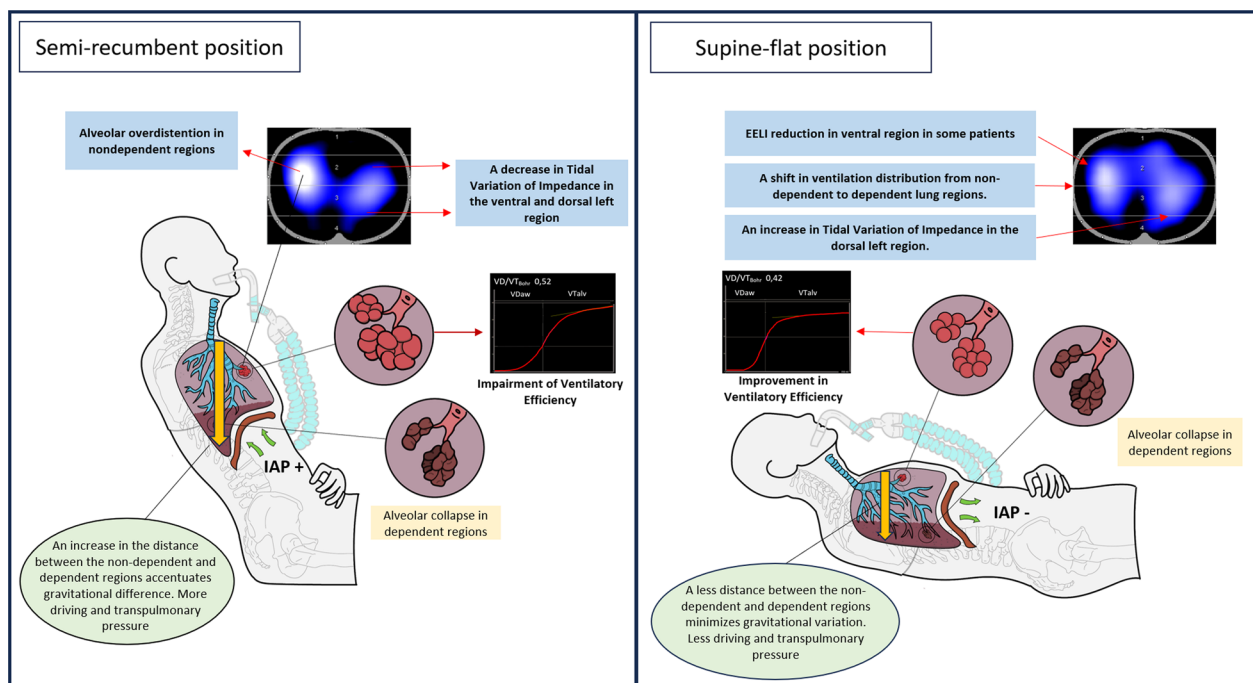 Semi-recumbent position
Alveolar overdistention in
nondependent regions
1
2
3
4
A decrease in Tidal
Variation of Impedance in
the ventral and dorsal left
region
VD/VTBohr 0,52
VDaw VTalv
Impairment of Ventilatory
Efficiency
IAP +
Alveolar collapse in
dependent regions
An increase in the distance
between the non-dependent and
dependent regions accentuates
gravitational difference. More
driving and transpulmonary
pressure
Supine-flat position
EELI reduction in ventral region in some patients
A shift in ventilation distribution from non-
dependent to dependent lung regions.
An increase in Tidal Variation of Impedance in the
dorsal left region.
1
2
3
4
VD/VTBohr 0,42
VDaw VTalv
Improvement in
Ventilatory Efficiency
Alveolar collapse in
dependent regions
IAP -
A less distance between the non-
dependent and dependent regions
minimizes gravitational variation.
Less driving and transpulmonary
pressure